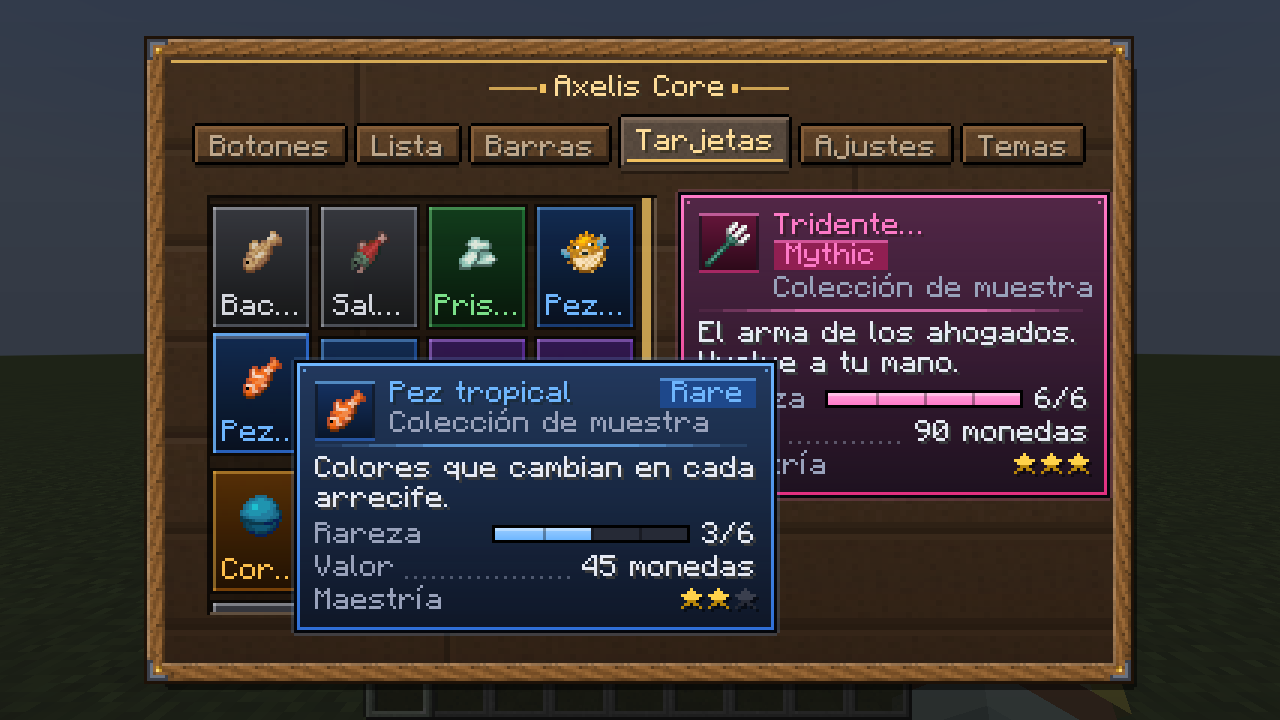 Axelis Core
Botones
Lista
Barras
Tarjetas
Ajustes
Temas
Bac...
Sal...
Pris...
Pez...
Pez..
Cor..
Tridente...
Mythic
Colección de muestra
El arma de los ahogados.
a tu mano.
6/6
90 monedas
Pez tropical
Rare
Colección de muestra
Colores que cambian en cada
arrecife.
Rareza
3/6
Valor
45 monedas
Maestría